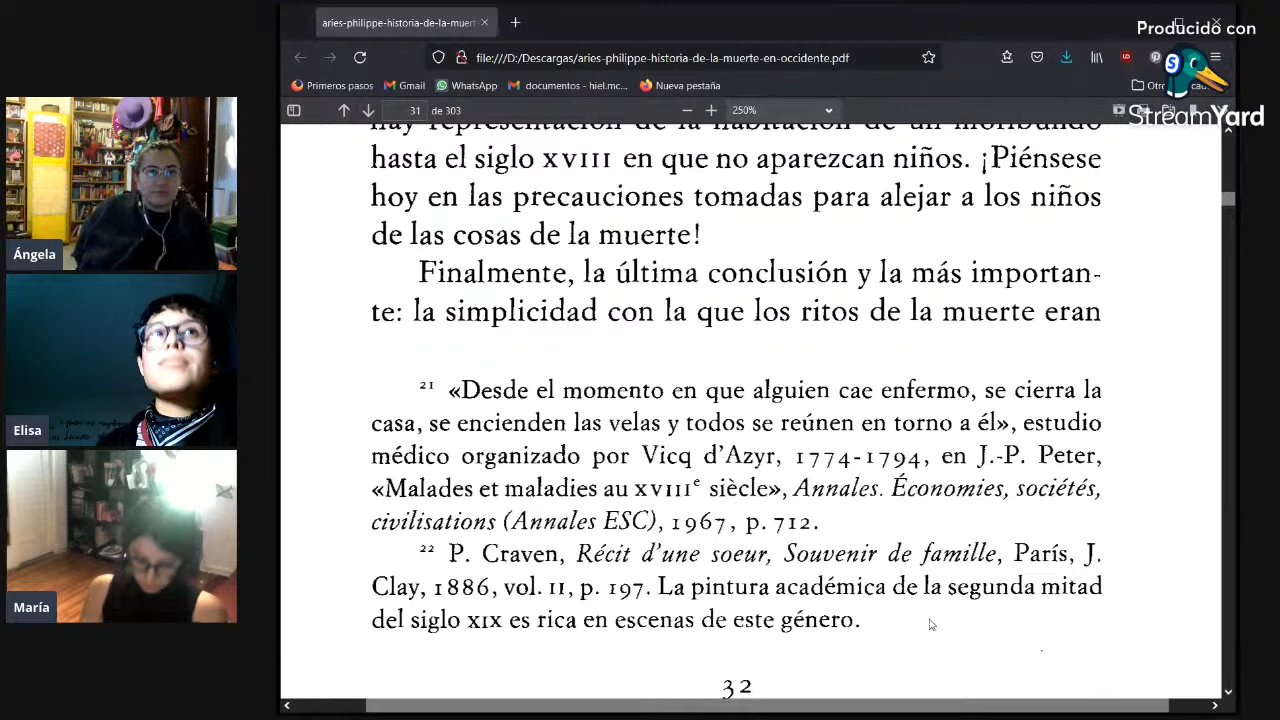 aries-philippe-historia-de-la-muert
Producido con
file:///D:/Descargas/aries-philippe-historia-de-la-muerte-en-occidente.pdf
Primeros pasos
Gmail
WhatsApp
documentos - hiel.mc...
Nueva pestaña
StreamYard
31
de 303
250%
hay representación de la habitación de un moribundo
hasta el siglo XVIII en que no aparezcan niños. ¡Piénsese
hoy en las precauciones tomadas para alejar a los niños
de las cosas de la muerte!
Finalmente, la última conclusión y la más importan-
te: la simplicidad con la que los ritos de la muerte eran
21 «Desde el momento en que alguien cae enfermo, se cierra la
casa, se encienden las velas y todos se reúnen en torno a él», estudio
médico organizado por Vicq d'Azyr, 1774-1794, en J.-P. Peter,
«Malades et maladies au XVIIIe siècle», Annales. Économies, sociétés,
civilisations (Annales ESC), 1967, p. 712.
22 P. Craven, Récit d'une soeur, Souvenir de famille, París, J.
Clay, 1886, vol. II, p. 197. La pintura académica de la segunda mitad
del siglo XIX es rica en escenas de este género.
32
Ángela
Elisa
María